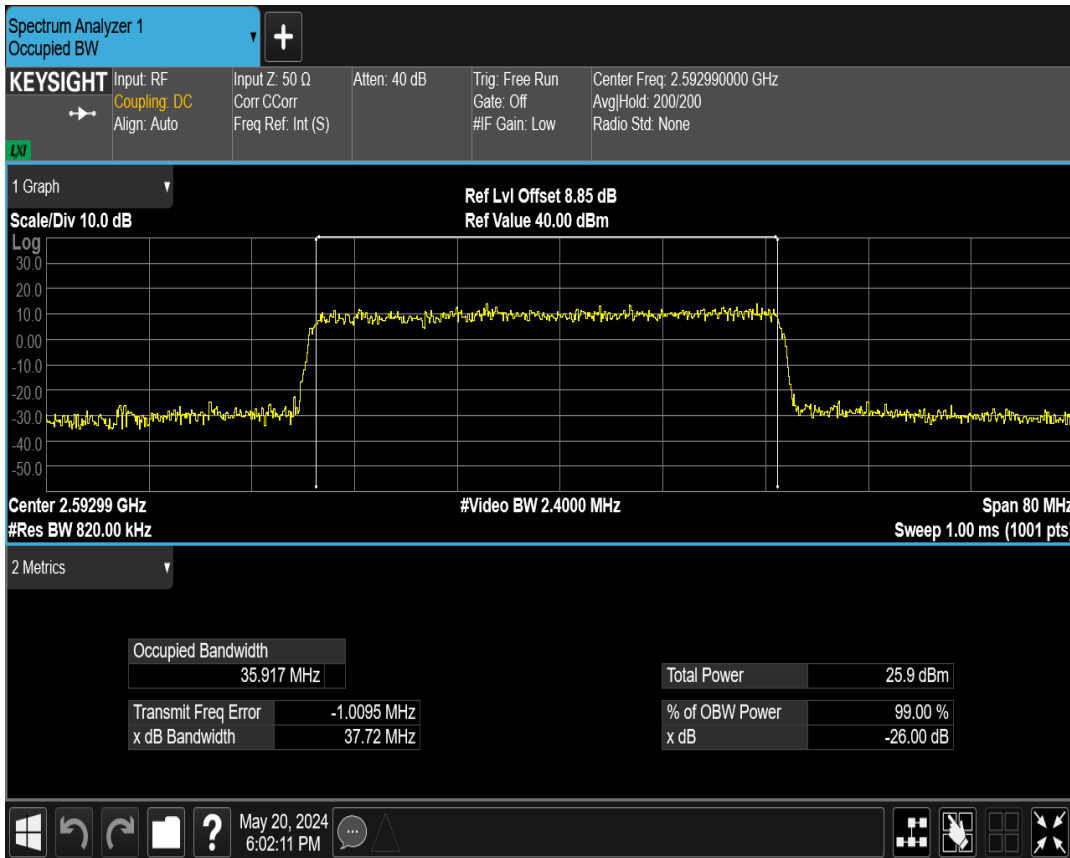 Spectrum Analyzer 1
Occupied BW
KEYSIGHT
LXI
Input: RF
Coupling: DC
Align: Auto
Input Z: 50 Ω
Corr CCorr
Freq Ref: Int (S)
Atten: 40 dB
Trig: Free Run
Gate: Off
#IF Gain: Low
Center Freq: 2.592990000 GHz
Avg|Hold: 200/200
Radio Std: None
1 Graph
Scale/Div 10.0 dB
Ref Lvl Offset 8.85 dB
Ref Value 40.00 dBm
Log
30.0
20.0
10.0
0.00
-10.0
-20.0
-30.0
-40.0
-50.0
Center 2.59299 GHz
#Video BW 2.4000 MHz
Span 80 MHz
#Res BW 820.00 kHz
Sweep 1.00 ms (1001 pts)
2 Metrics
Occupied Bandwidth
35.917 MHz
Transmit Freq Error -1.0095 MHz
x dB Bandwidth 37.72 MHz
Total Power 25.9 dBm
% of OBW Power 99.00 %
x dB -26.00 dB
?
May 20, 2024
6:02:11 PM